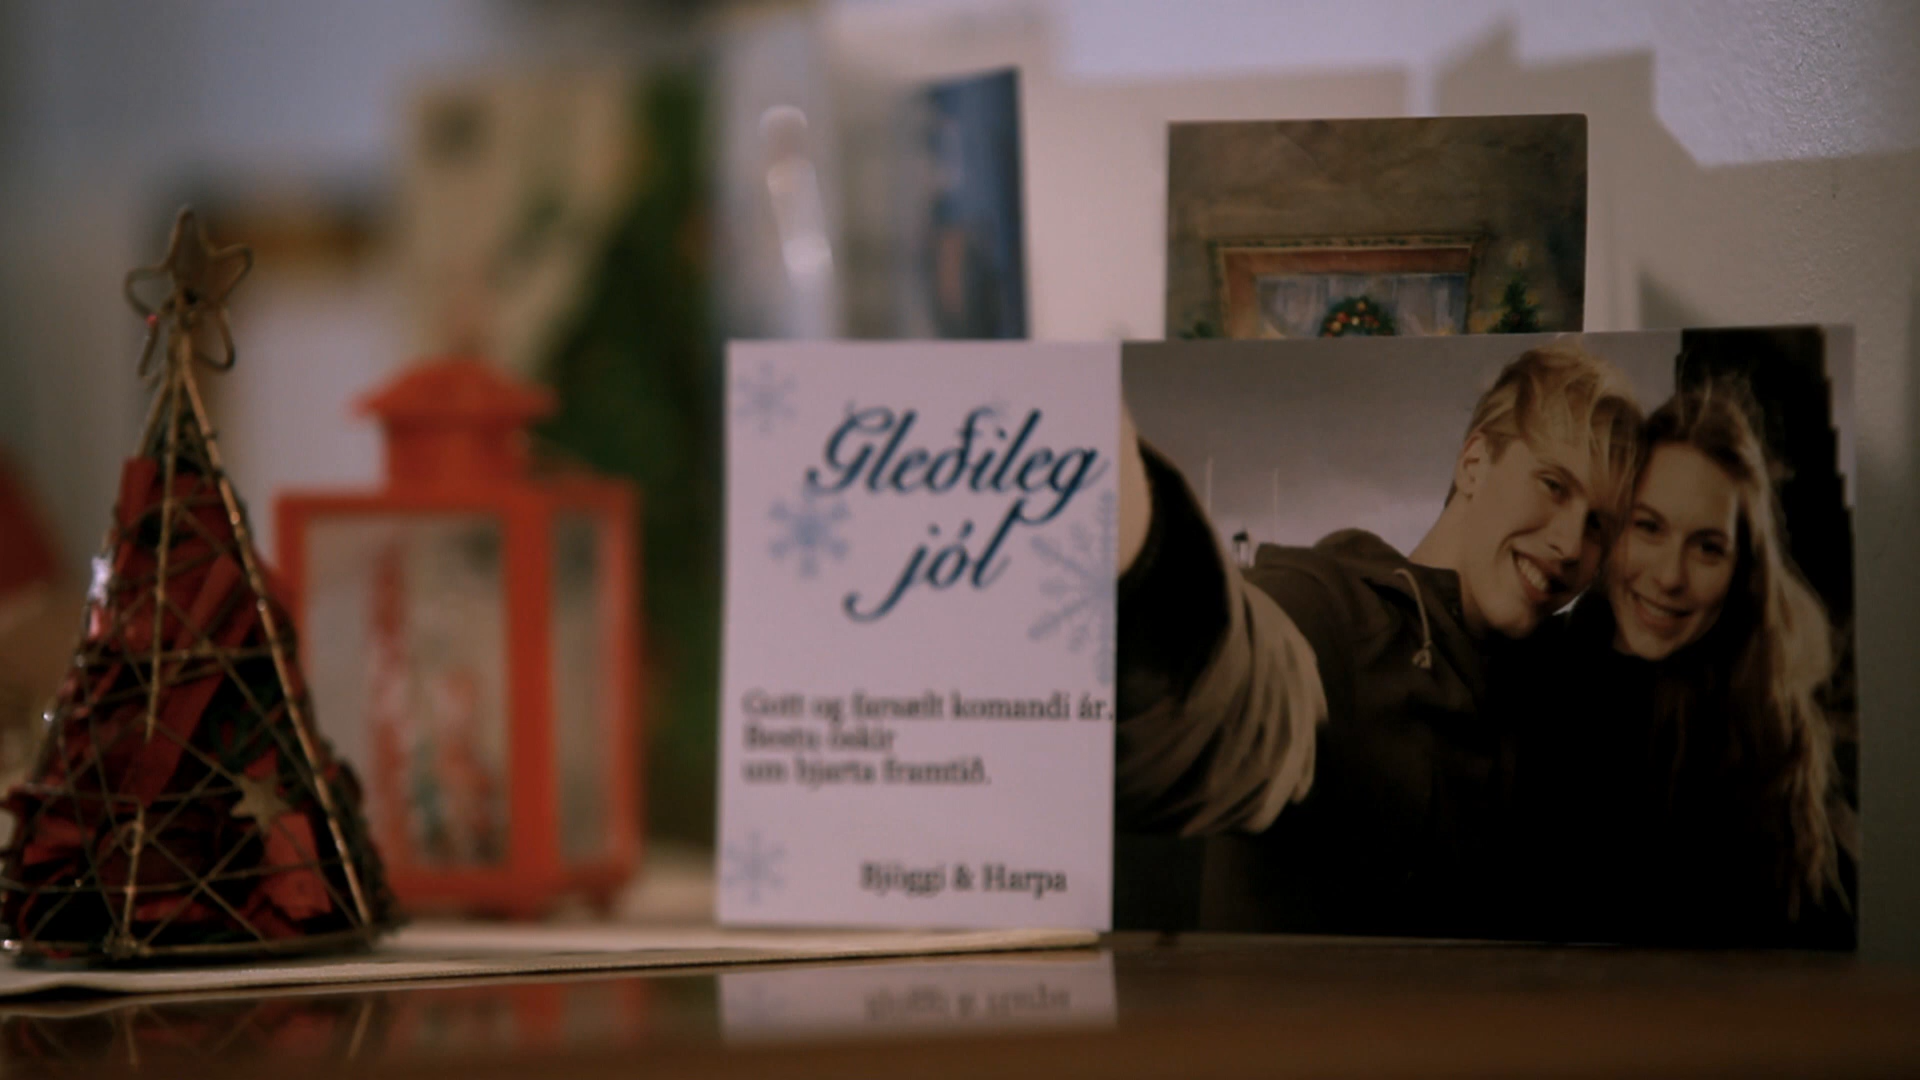 Gleðileg
jól
Gott og farsælt komandi ár.
Bestu óskir
um bjarta framtíð.
Bjöggi & Harpa